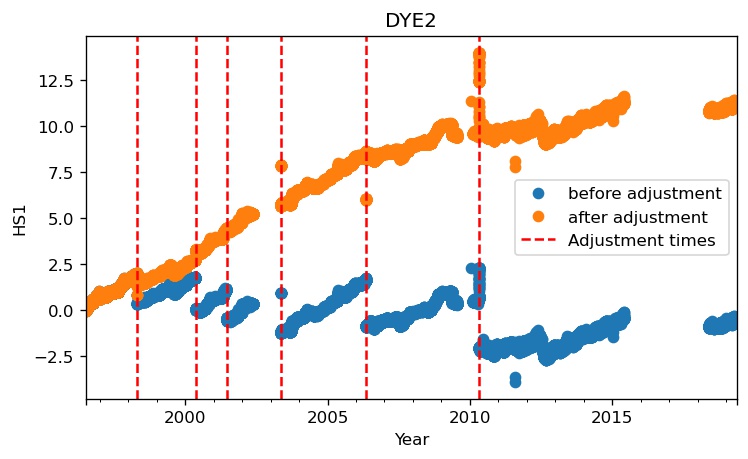 DYE2
12.5
10.0
7.5
5.0
2.5
0.0
−2.5
HS1
before adjustment
after adjustment
Adjustment times
2000 2005 2010 2015
Year